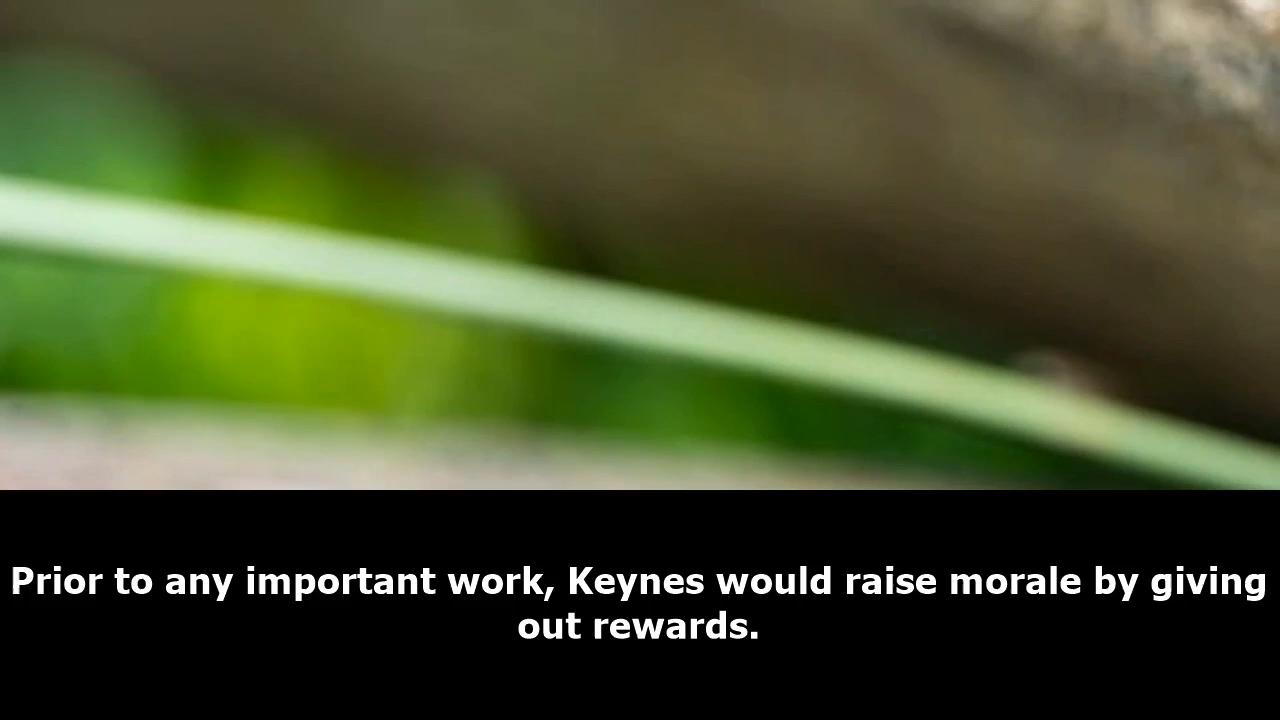 Prior to any important work, Keynes would raise morale by giving
out rewards.